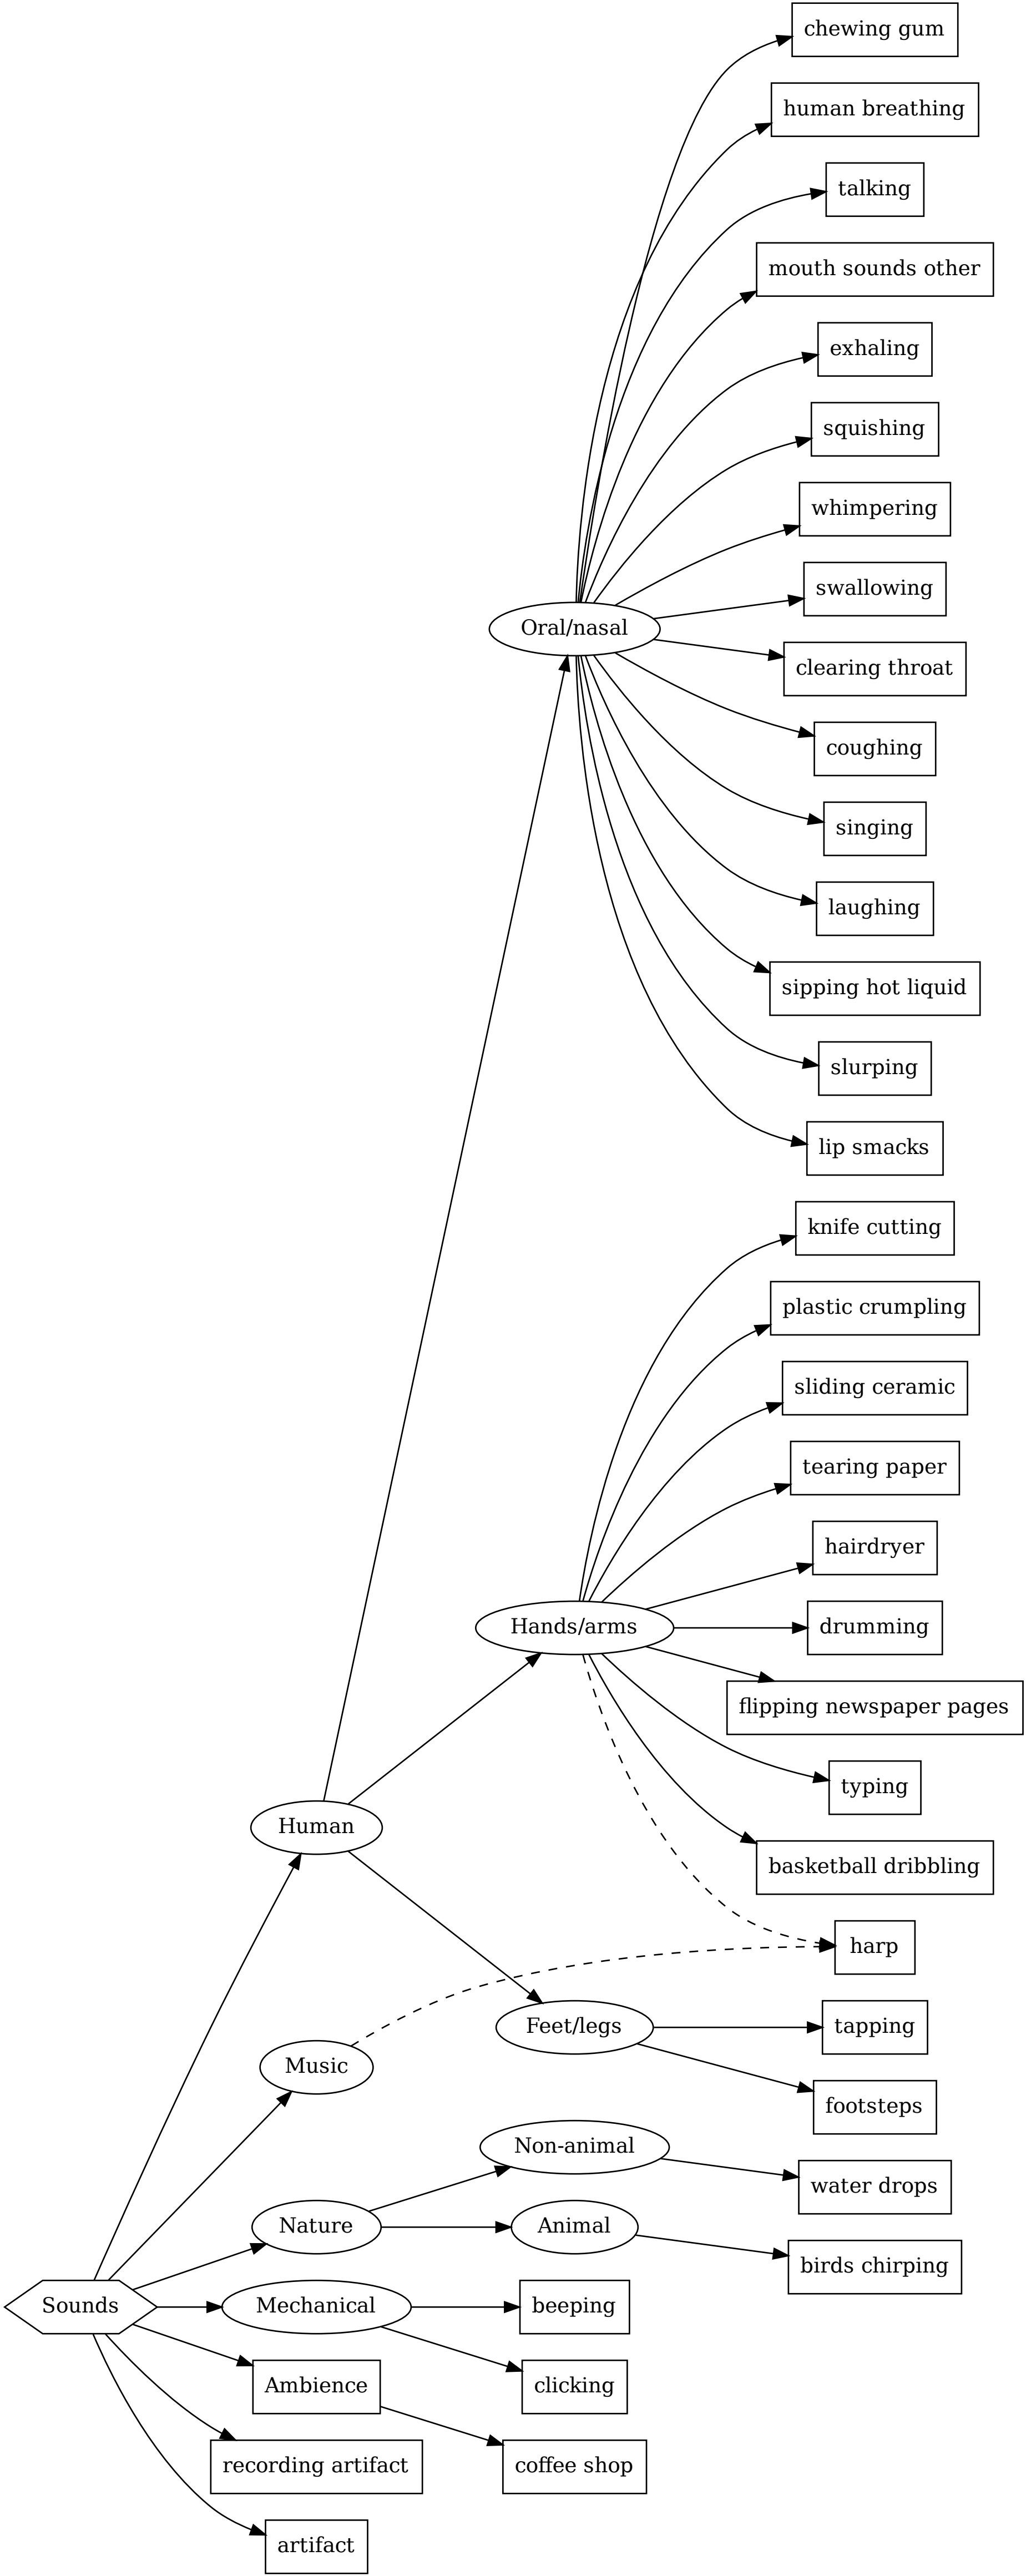 chewing gum
human breathing
talking
mouth sounds other
exhaling
squishing
whimpering
swallowing
Oral/nasal
clearing throat
coughing
singing
laughing
sipping hot liquid
slurping
lip smacks
knife cutting
plastic crumpling
sliding ceramic
tearing paper
hairdryer
Hands/arms
drumming
flipping newspaper pages
typing
Human
basketball dribbling
harp
Feet/legs
tapping
Music
footsteps
Non-animal
water drops
Nature
Animal
birds chirping
Sounds
Mechanical
beeping
Ambience
clicking
recording artifact
coffee shop
artifact